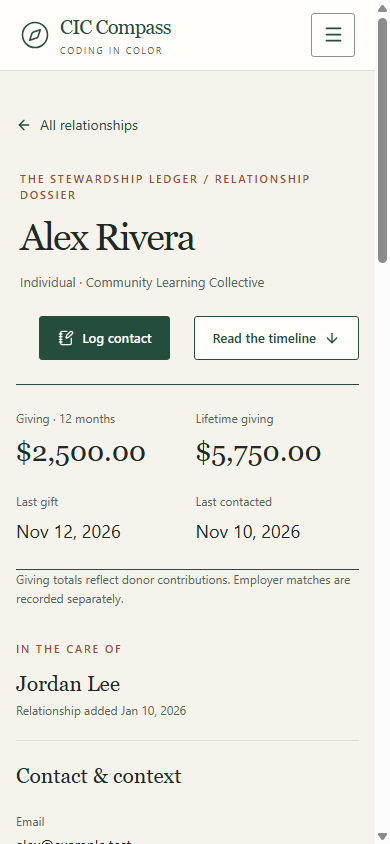 CIC Compass
CODING IN COLOR
← All relationships
THE STEWARDSHIP LEDGER / RELATIONSHIP
DOSSIER
Alex Rivera
Individual · Community Learning Collective
Log contact
Read the timeline ↓
Giving · 12 months
$2,500.00
Lifetime giving
$5,750.00
Last gift
Nov 12, 2026
Last contacted
Nov 10, 2026
Giving totals reflect donor contributions. Employer matches are
recorded separately.
IN THE CARE OF
Jordan Lee
Relationship added Jan 10, 2026
Contact & context
Email